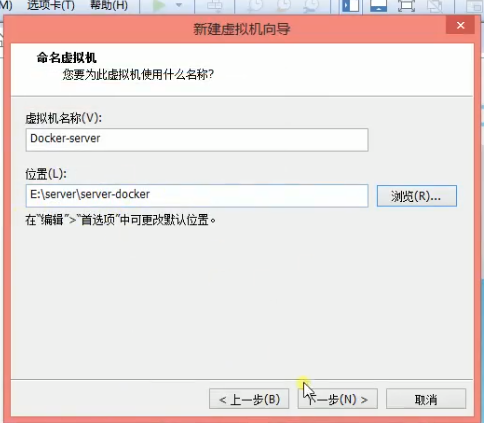 M) 选项卡(T) 帮助(H)
新建虚拟机向导
命名虚拟机
您要为此虚拟机使用什么名称?
虚拟机名称(V):
Docker-server
位置(L):
E:\server\server-docker
浏览(R)...
在"编辑">"首选项"中可更改默认位置。
< 上一步(B) 下一步(N) > 取消